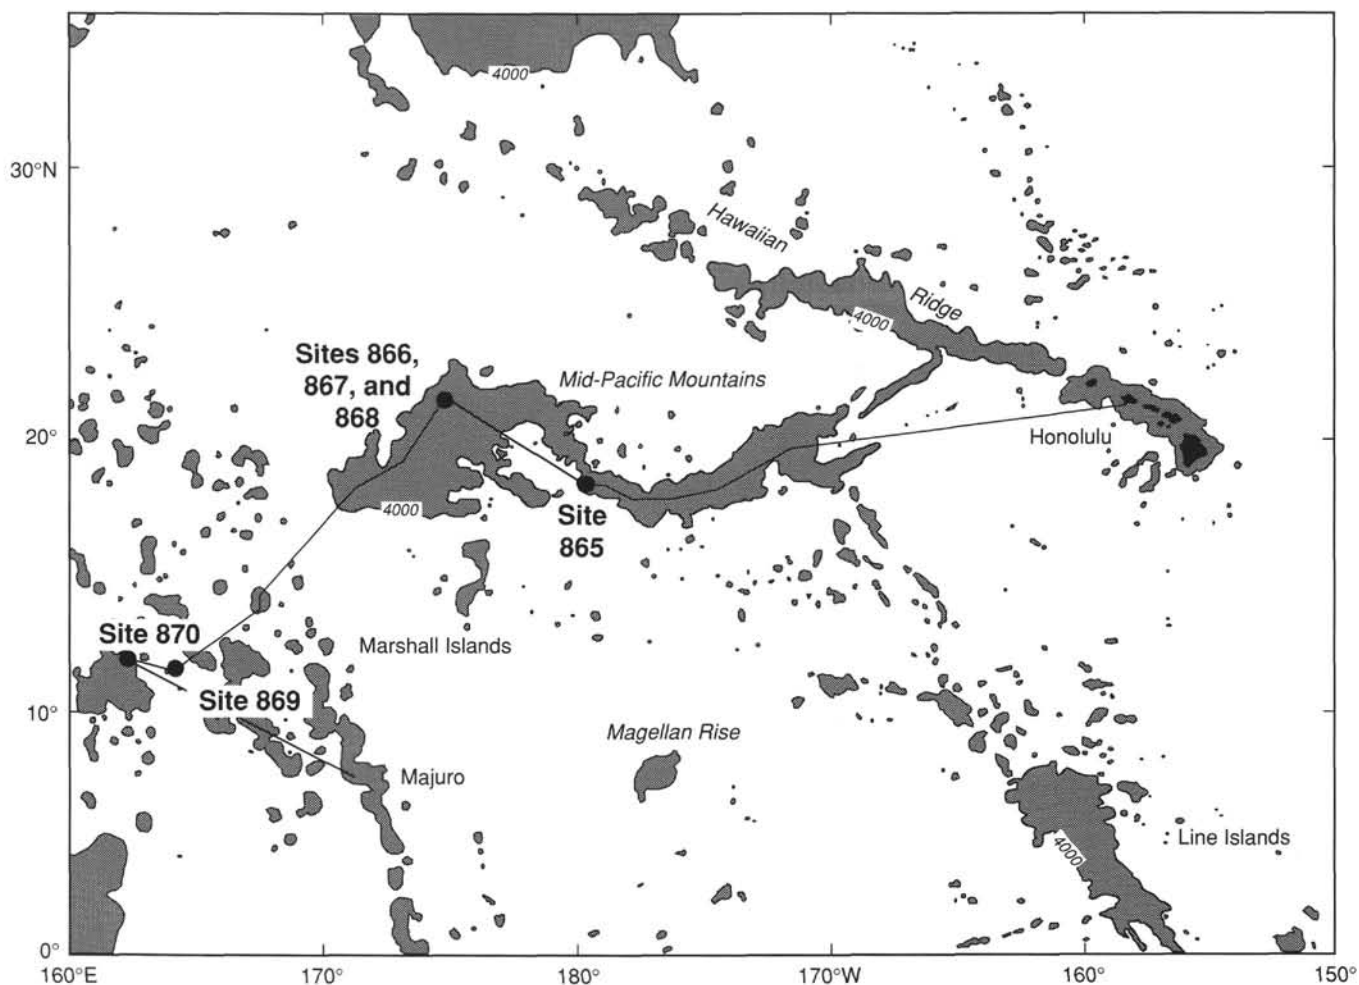 4000
30°N
Hawaiian
Ridge
4000
Sites 866,
867, and
868
Mid-Pacific Mountains
20°
Honolulu
4000
Site
865
Site 870
Marshall Islands
Site 869
10°
Magellan Rise
Majuro
Line Islands
4000
0°
160°E
170°
180°
170°W
160°
150°